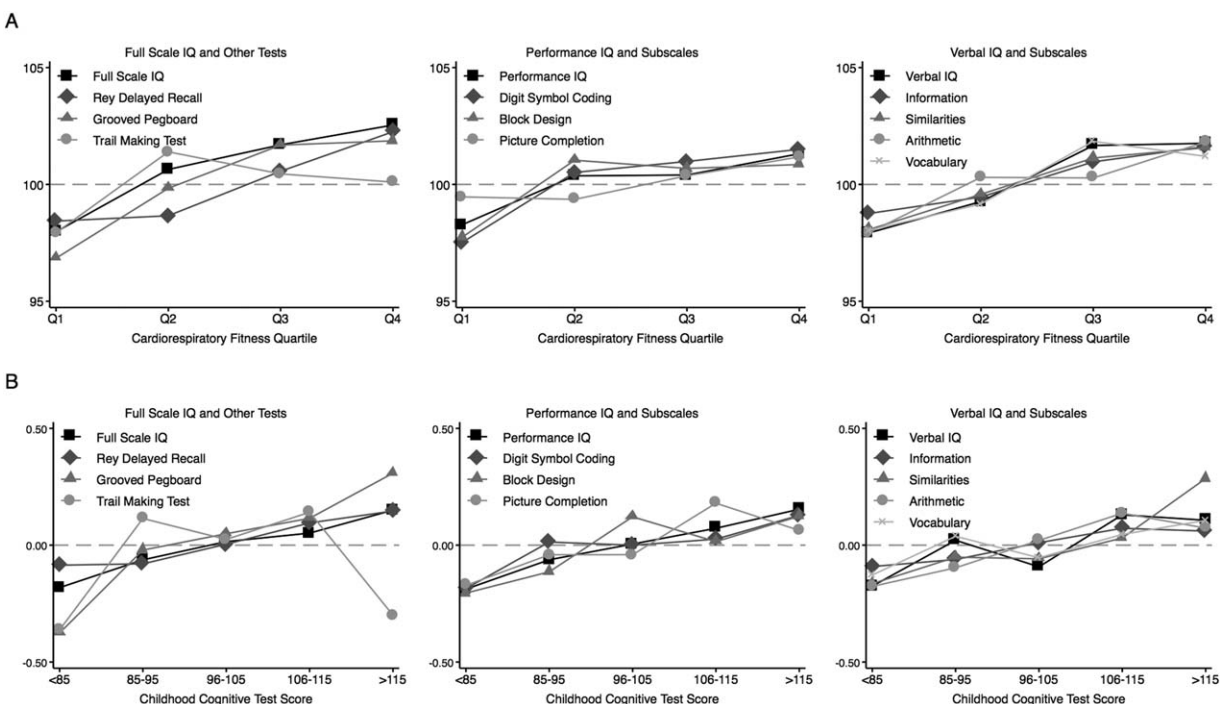 A
Full Scale IQ and Other Tests
105
Full Scale IQ
Rey Delayed Recall
Grooved Pegboard
Trail Making Test
100
95
Q1 Q2 Q3 Q4
Cardiorespiratory Fitness Quartile
Performance IQ and Subscales
105
Performance IQ
Digit Symbol Coding
Block Design
Picture Completion
100
95
Q1 Q2 Q3 Q4
Cardiorespiratory Fitness Quartile
Verbal IQ and Subscales
105
Verbal IQ
Information
Similarities
Arithmetic
Vocabulary
100
95
Q1 Q2 Q3 Q4
Cardiorespiratory Fitness Quartile
B
Full Scale IQ and Other Tests
0.50
Full Scale IQ
Rey Delayed Recall
Grooved Pegboard
Trail Making Test
0.00
-0.50
<85 85-95 96-105 106-115 >115
Childhood Cognitive Test Score
Performance IQ and Subscales
0.50
Performance IQ
Digit Symbol Coding
Block Design
Picture Completion
0.00
-0.50
<85 85-95 96-105 106-115 >115
Childhood Cognitive Test Score
Verbal IQ and Subscales
0.50
Verbal IQ
Information
Similarities
Arithmetic
Vocabulary
0.00
-0.50
<85 85-95 96-105 106-115 >115
Childhood Cognitive Test Score